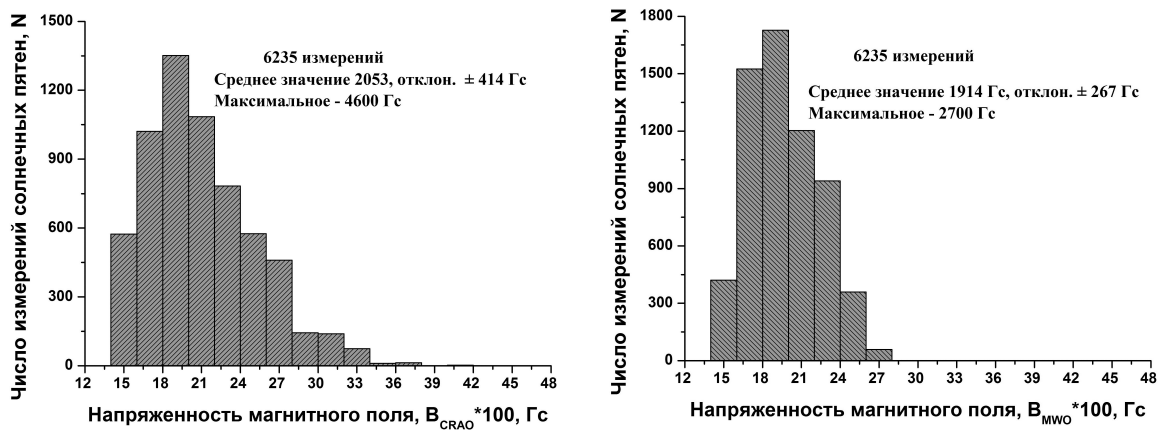 Число измерений солнечных пятен, N
1500
1200
900
600
300
0
6235 измерений
Среднее значение 2053, отклон. ± 414 Гс
Максимальное - 4600 Гс
12 15 18 21 24 27 30 33 36 39 42 45 48
Напряженность магнитного поля, BCRAO*100, Гс
Число измерений солнечных пятен, N
1800
1500
1200
900
600
300
0
6235 измерений
Среднее значение 1914 Гс, отклон. ± 267 Гс
Максимальное - 2700 Гс
12 15 18 21 24 27 30 33 36 39 42 45 48
Напряженность магнитного поля, BMWO*100, Гс